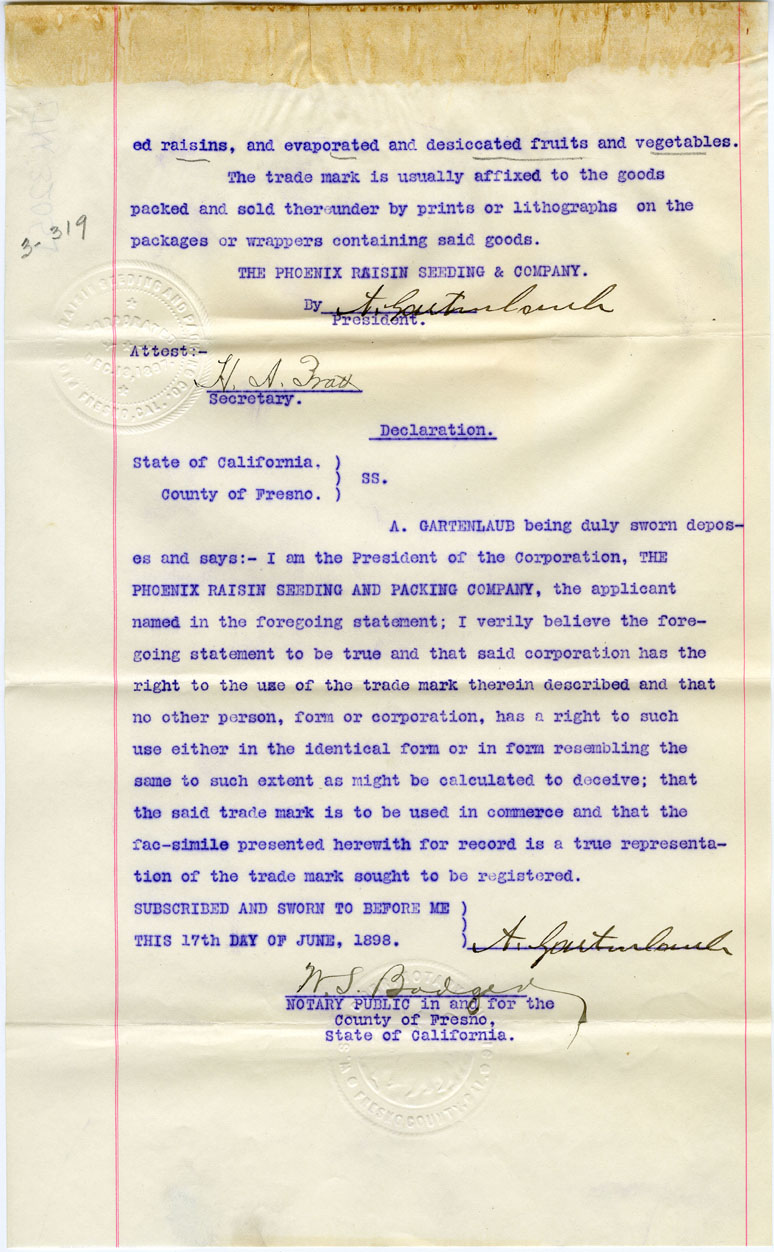 ed raisins, and evaporated and desiccated fruits and vegetables.
The trade mark is usually affixed to the goods
packed and sold thereunder by prints or lithographs on the
packages or wrappers containing said goods.
3-319
THE PHOENIX RAISIN SEEDING & COMPANY.
By A. Gartenlaub
President.
Attest:-
H. A.
Secretary.
Declaration.
State of California. )
) SS.
County of Fresno. )
A. GARTENLAUB being duly sworn depos-
es and says:- I am the President of the Corporation, THE
PHOENIX RAISIN SEEDING AND PACKING COMPANY, the applicant
named in the foregoing statement; I verily believe the fore-
going statement to be true and that said corporation has the
right to the use of the trade mark therein described and that
no other person, form or corporation, has a right to such
use either in the identical form or in form resembling the
same to such extent as might be calculated to deceive; that
the said trade mark is to be used in commerce and that the
fac-simile presented herewith for record is a true representa-
tion of the trade mark sought to be registered.
SUBSCRIBED AND SWORN TO BEFORE ME )
)
THIS 17th DAY OF JUNE, 1898. ) A. Gartenlaub
W. S. Badger
NOTARY PUBLIC in and for the
County of Fresno,
State of California.
FRESNO COUNTY, CAL.